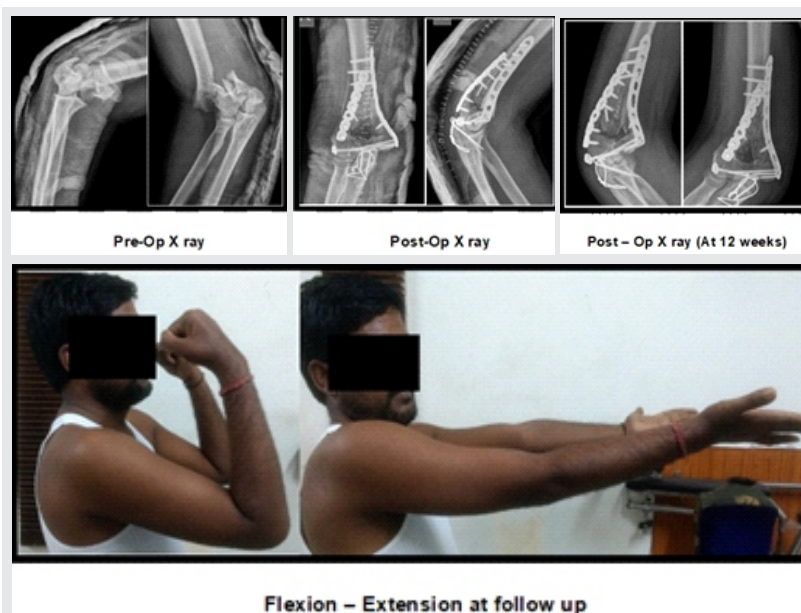 Pre-Op X ray
Post-Op X ray
Post – Op X ray (At 12 weeks)
Flexion – Extension at follow up